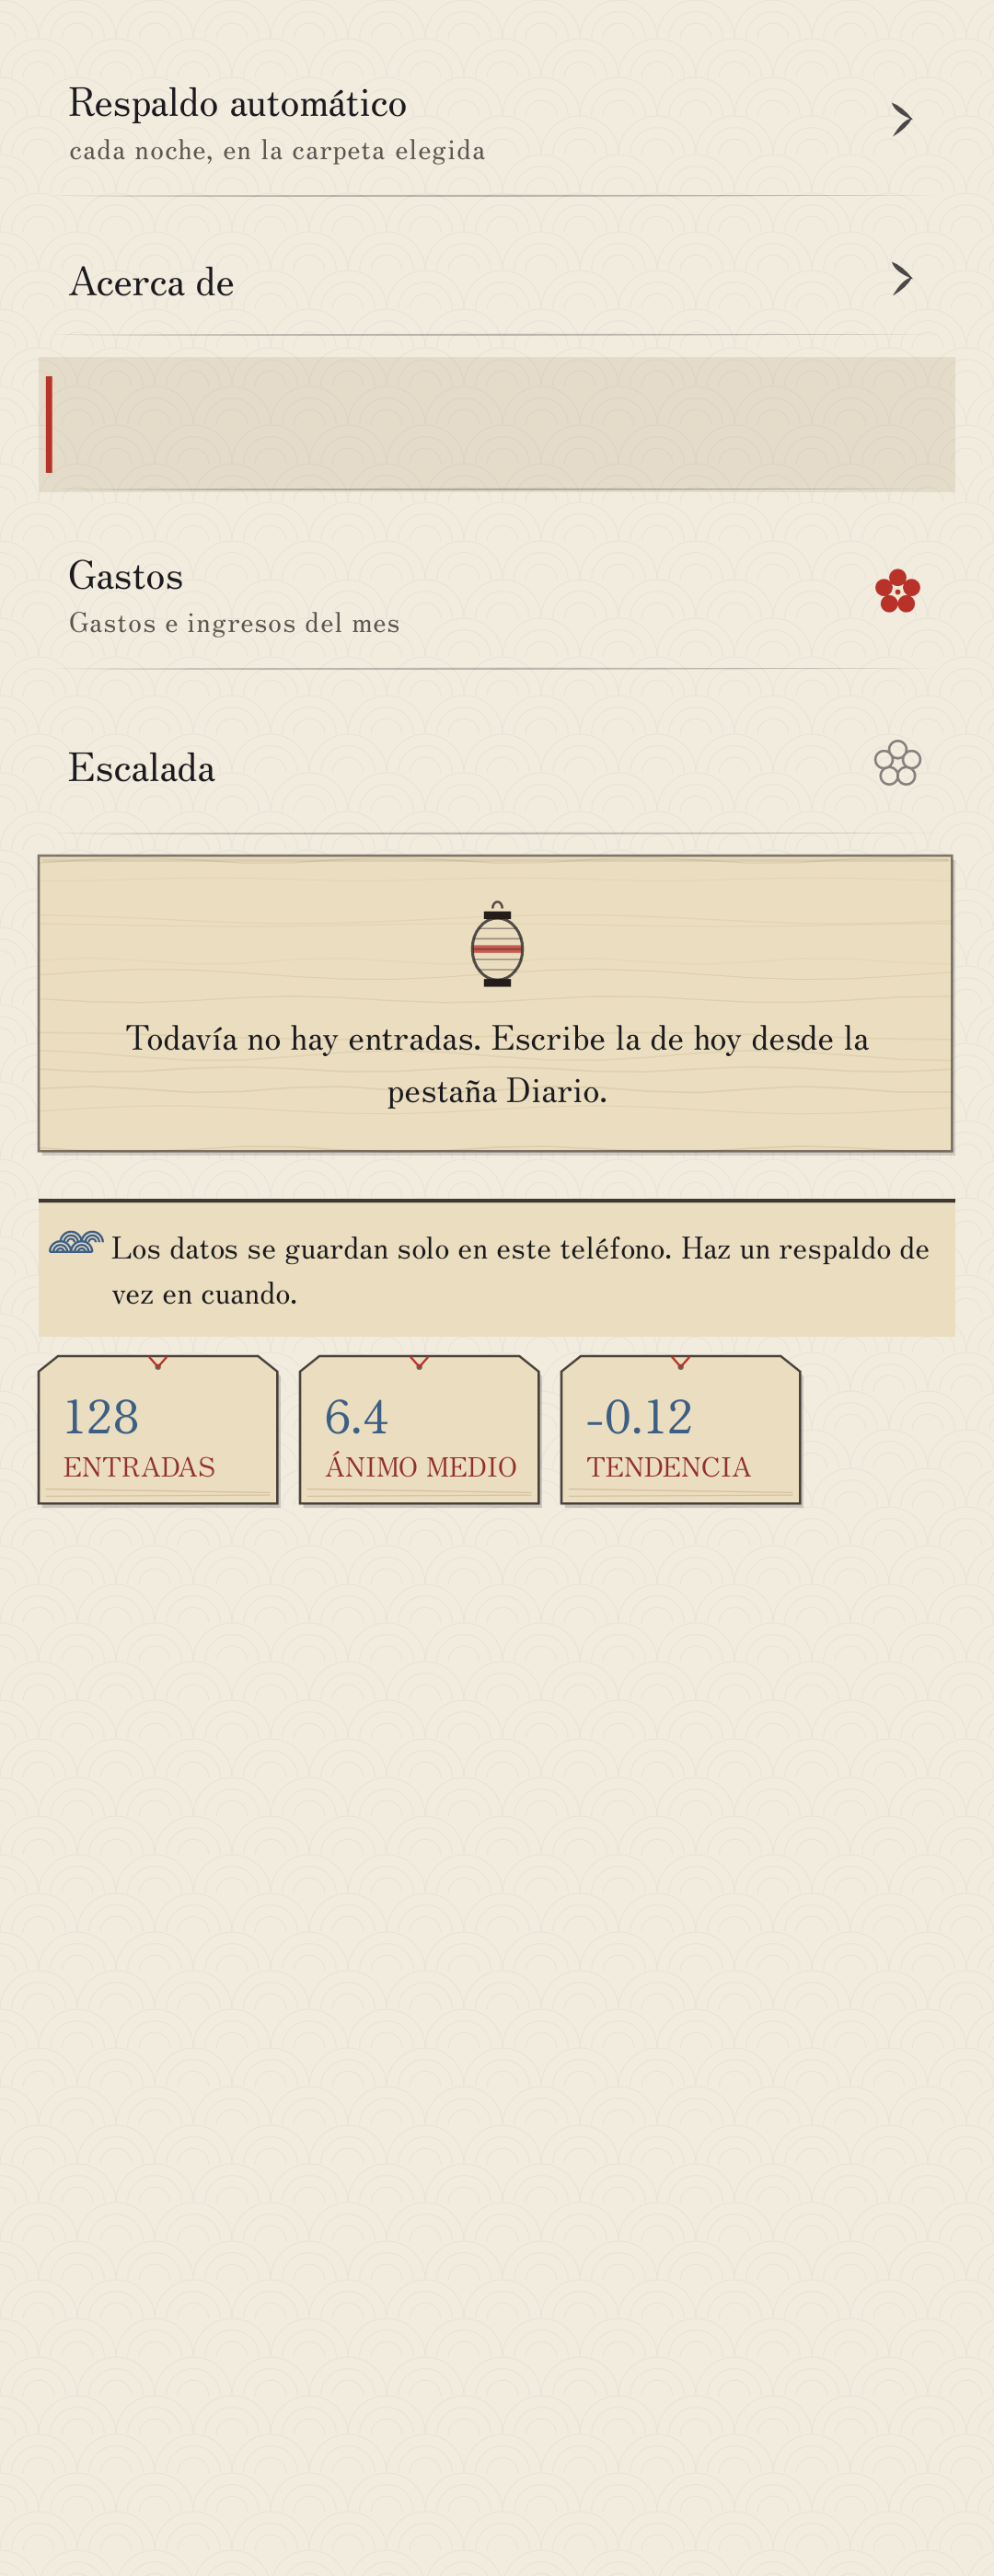 Respaldo automático
cada noche, en la carpeta elegida
Acerca de
Gastos
Gastos e ingresos del mes
Escalada
Todavía no hay entradas. Escribe la de hoy desde la
pestaña Diario.
Los datos se guardan solo en este teléfono. Haz un respaldo de
vez en cuando.
128
ENTRADAS
6.4
ÁNIMO MEDIO
-0.12
TENDENCIA